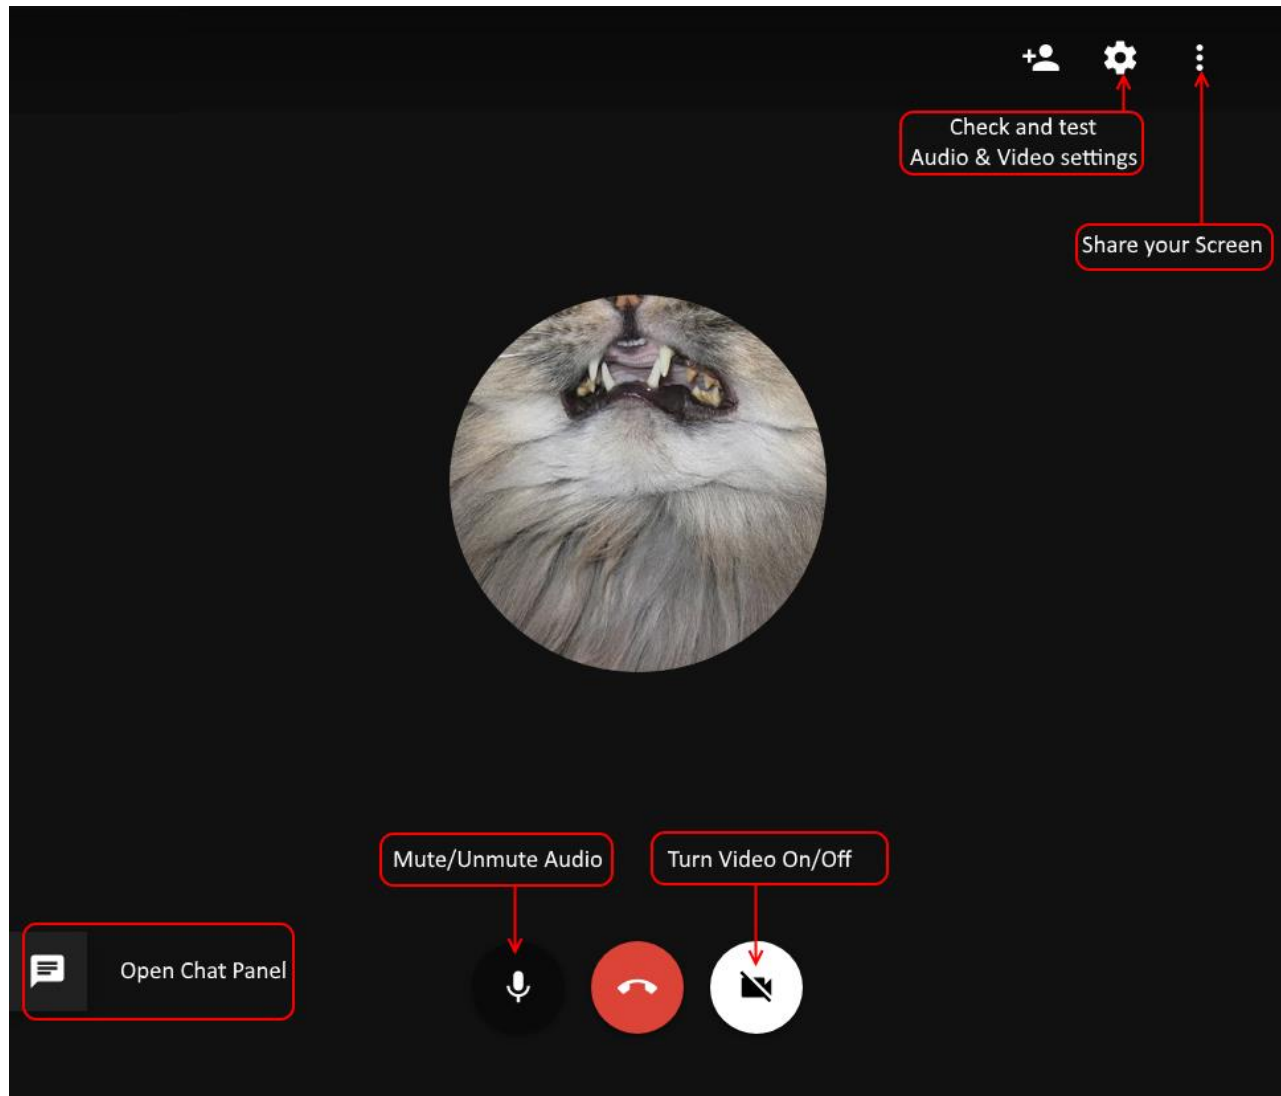 Check and test
Audio & Video settings
Share your Screen
Mute/Unmute Audio
Turn Video On/Off
Open Chat Panel